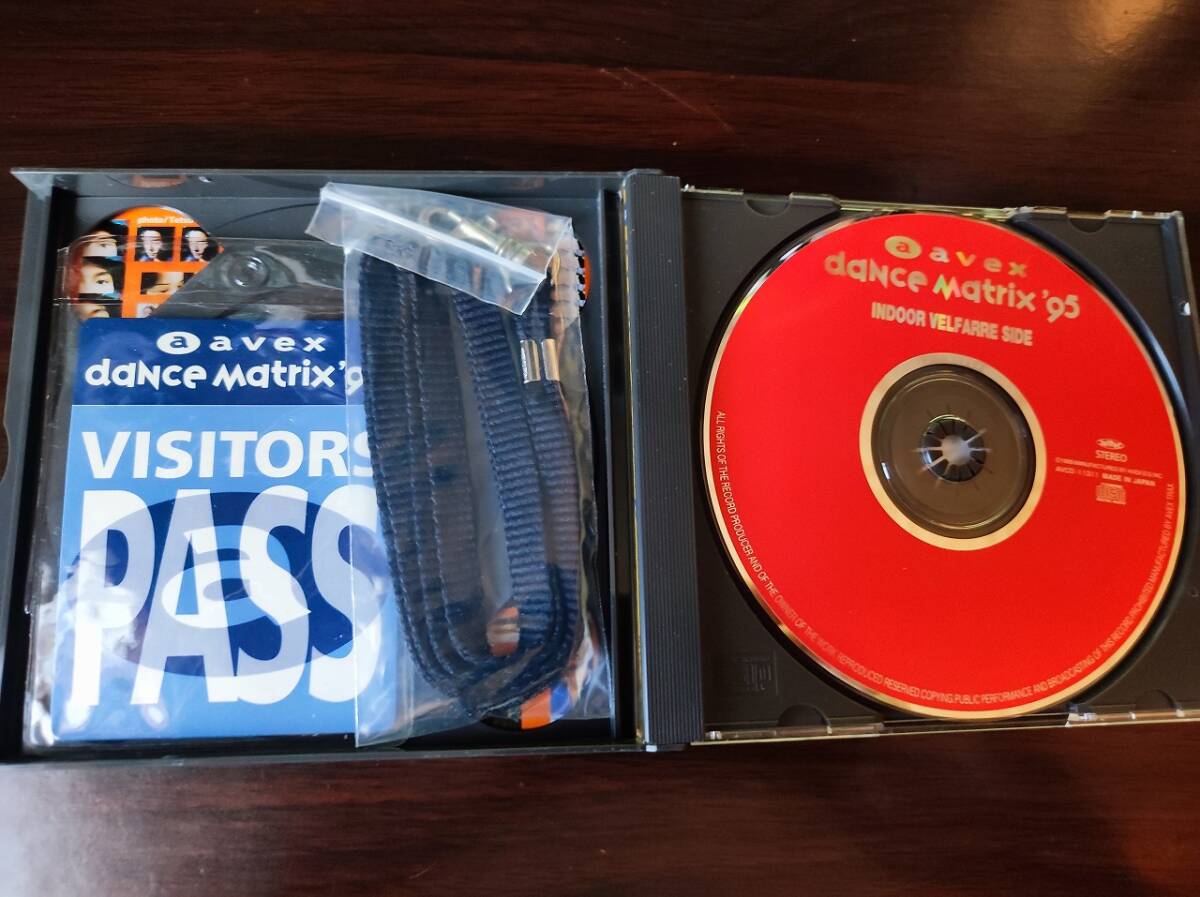 photo/Tetsu
a avex
dance Matrix '9
VISITORS
PASS
a
a avex
dance Matrix '95
INDOOR VELFARRE SIDE
STEREO
AVCD-11311 MADE IN JAPAN
ALL RIGHTS OF THE RECORD PRODUCER AND OF THE OWNER OF THE WORK REPRODUCED RESERVED COPYING PUBLIC PERFORMANCE AND BROADCASTING OF THIS RECORD PROHIBITED MANUFACTURED BY AVEX TRAX